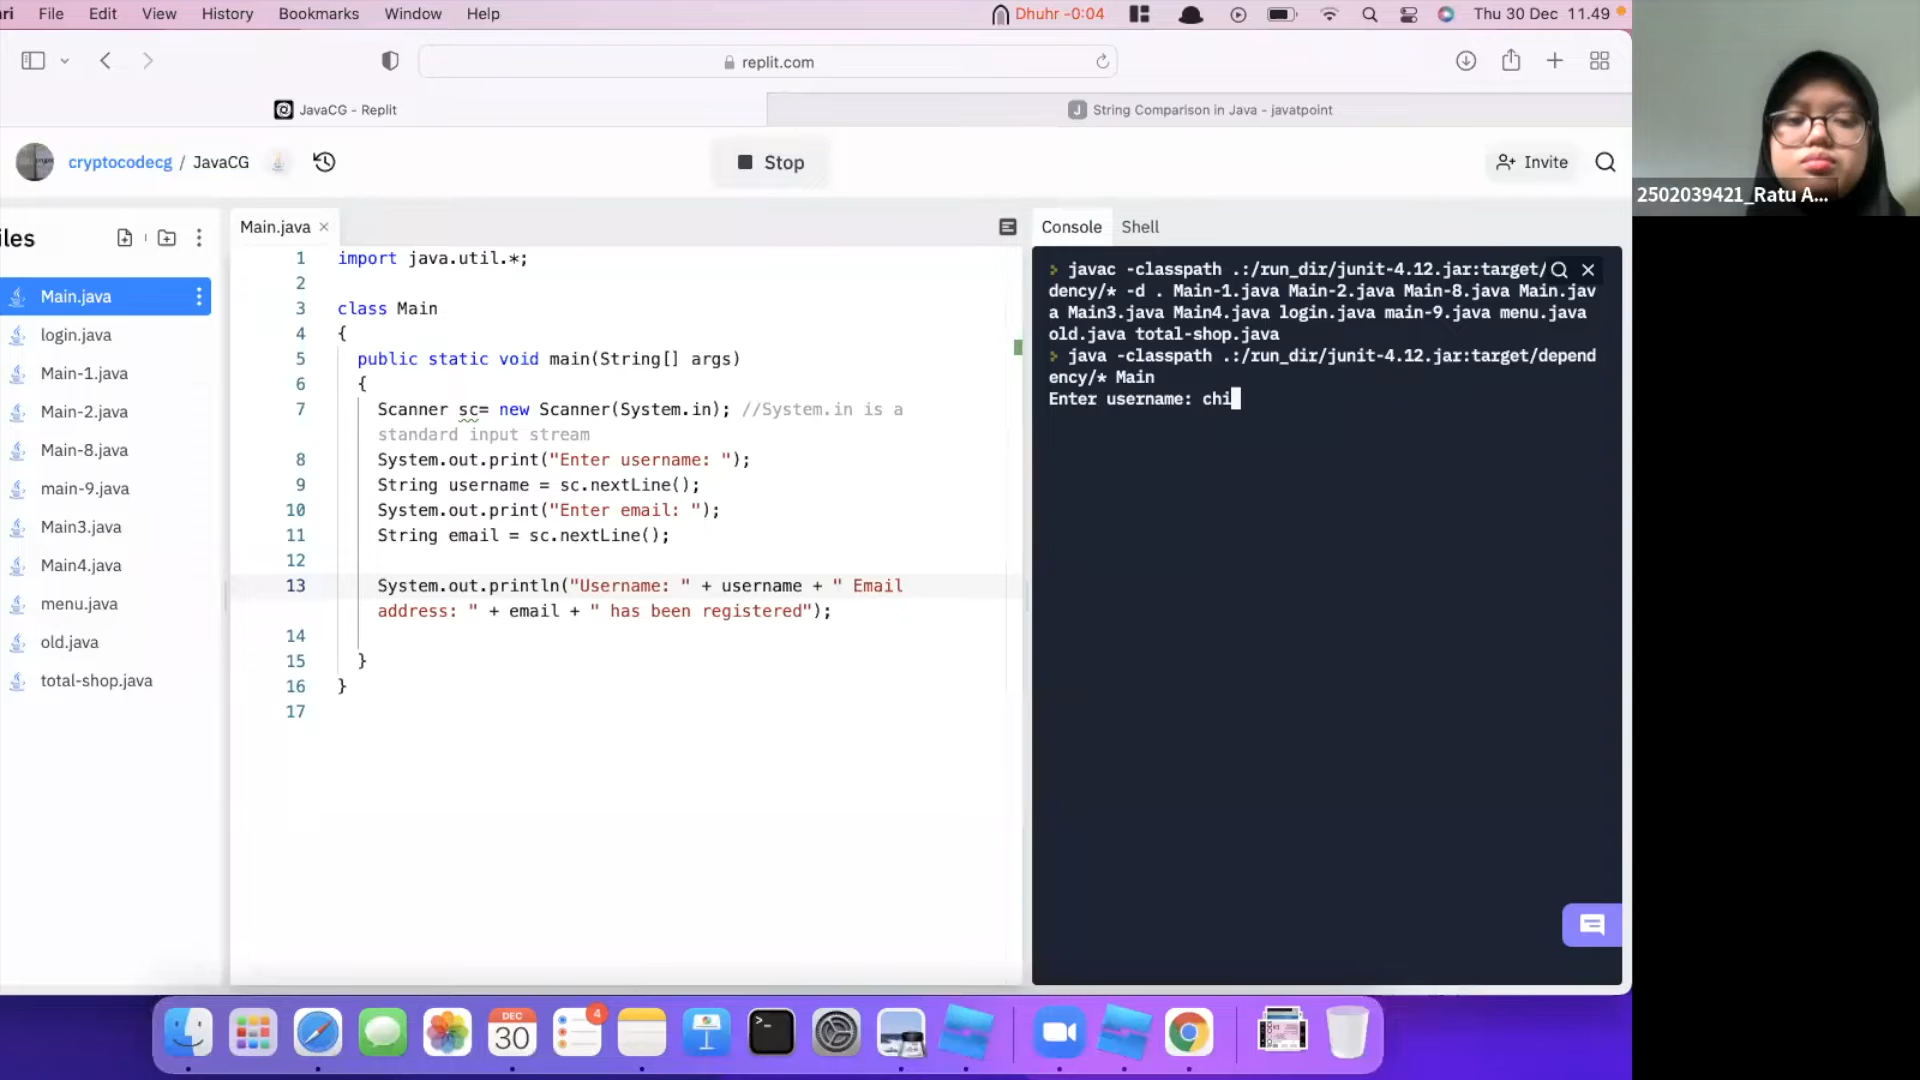 ri File Edit View History Bookmarks Window Help Dhuhr -0:04 Thu 30 Dec 11.49
replit.com
JavaCG - Replit
String Comparison in Java - javatpoint
cryptocodecg / JavaCG
Stop
Invite
2502039421_Ratu A...
iles
Main.java
login.java
Main-1.java
Main-2.java
Main-8.java
main-9.java
Main3.java
Main4.java
menu.java
old.java
total-shop.java
Main.java
1 import java.util.*;
2
3 class Main
4 {
5 public static void main(String[] args)
6 {
7 Scanner sc= new Scanner(System.in); //System.in is a
standard input stream
8 System.out.print("Enter username: ");
9 String username = sc.nextLine();
10 System.out.print("Enter email: ");
11 String email = sc.nextLine();
12
13 System.out.println("Username: " + username + " Email
address: " + email + " has been registered");
14
15 }
16 }
17
Console Shell
javac -classpath .:/run_dir/junit-4.12.jar:target/
dency/* -d . Main-1.java Main-2.java Main-8.java Main.jav
a Main3.java Main4.java login.java main-9.java menu.java
old.java total-shop.java
java -classpath .:/run_dir/junit-4.12.jar:target/depend
ency/* Main
Enter username: chi
DEC
30
4